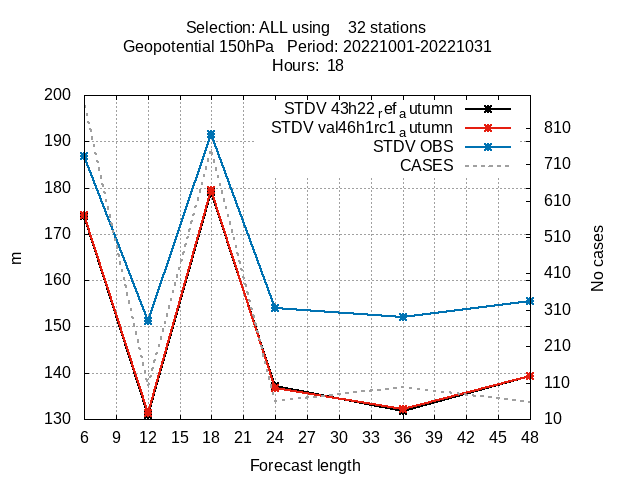 Selection: ALL using    32 stations
Geopotential 150hPa   Period: 20221001-20221031
Hours:  18
STDV 43h22_ref_autumn
STDV val46h1rc1_autumn
STDV OBS
CASES
200
190
180
170
160
150
140
130
m
810
710
610
510
410
310
210
110
10
No cases
6 9 12 15 18 21 24 27 30 33 36 39 42 45 48
Forecast length